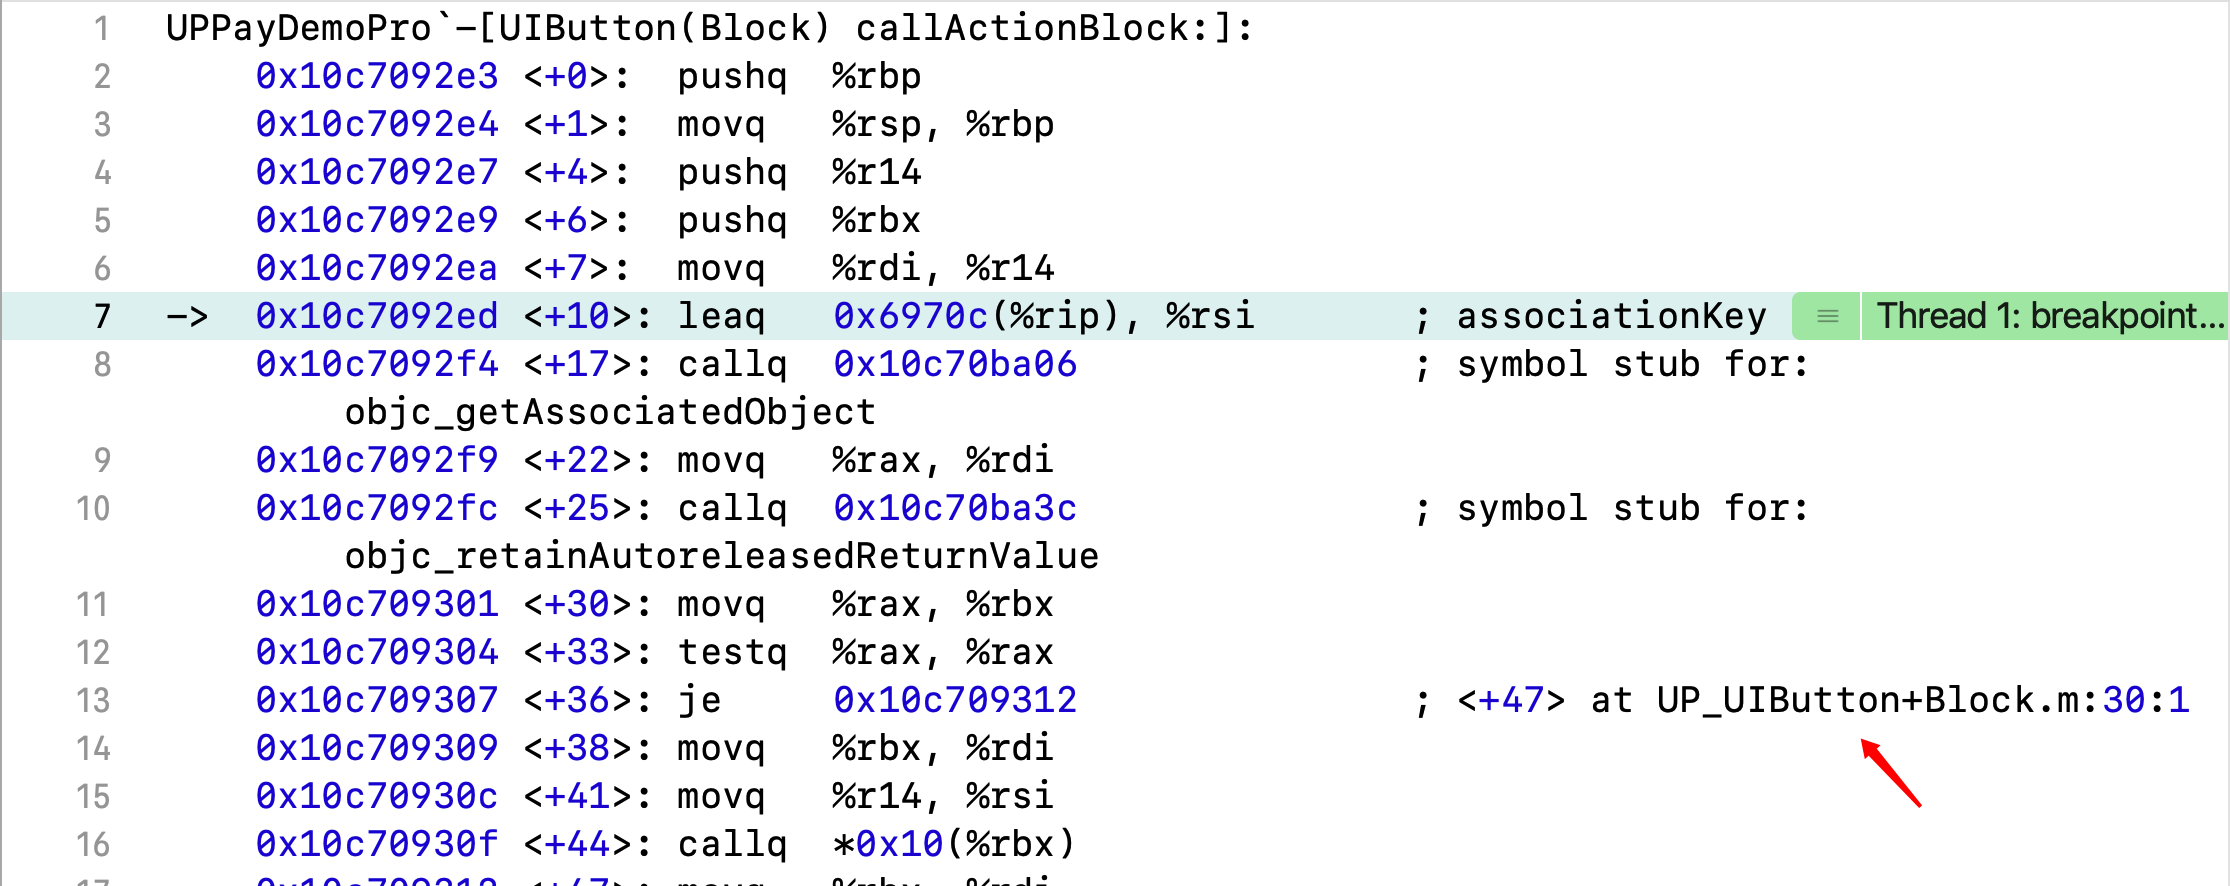 1 UPPayDemoPro`-[UIButton(Block) callActionBlock:]:
2 0x10c7092e3 <+0>: pushq %rbp
3 0x10c7092e4 <+1>: movq %rsp, %rbp
4 0x10c7092e7 <+4>: pushq %r14
5 0x10c7092e9 <+6>: pushq %rbx
6 0x10c7092ea <+7>: movq %rdi, %r14
7 -> 0x10c7092ed <+10>: leaq 0x6970c(%rip), %rsi ; associationKey Thread 1: breakpoint...
8 0x10c7092f4 <+17>: callq 0x10c70ba06 ; symbol stub for:
objc_getAssociatedObject
9 0x10c7092f9 <+22>: movq %rax, %rdi
10 0x10c7092fc <+25>: callq 0x10c70ba3c ; symbol stub for:
objc_retainAutoreleasedReturnValue
11 0x10c709301 <+30>: movq %rax, %rbx
12 0x10c709304 <+33>: testq %rax, %rax
13 0x10c709307 <+36>: je 0x10c709312 ; <+47> at UP_UIButton+Block.m:30:1
14 0x10c709309 <+38>: movq %rbx, %rdi
15 0x10c70930c <+41>: movq %r14, %rsi
16 0x10c70930f <+44>: callq *0x10(%rbx)